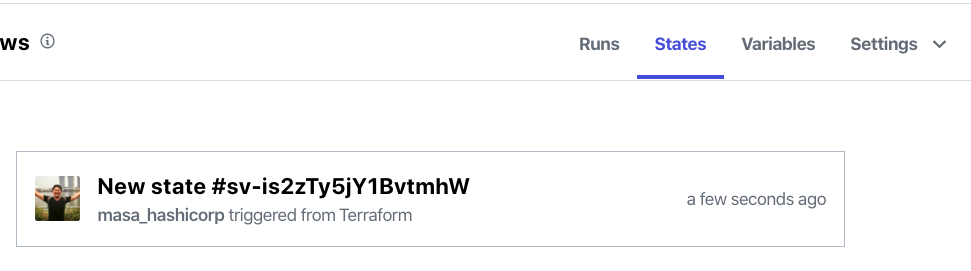 ws
Runs States Variables Settings
New state #sv-is2zTy5jY1BvtmhW
masa_hashicorp triggered from Terraform
a few seconds ago